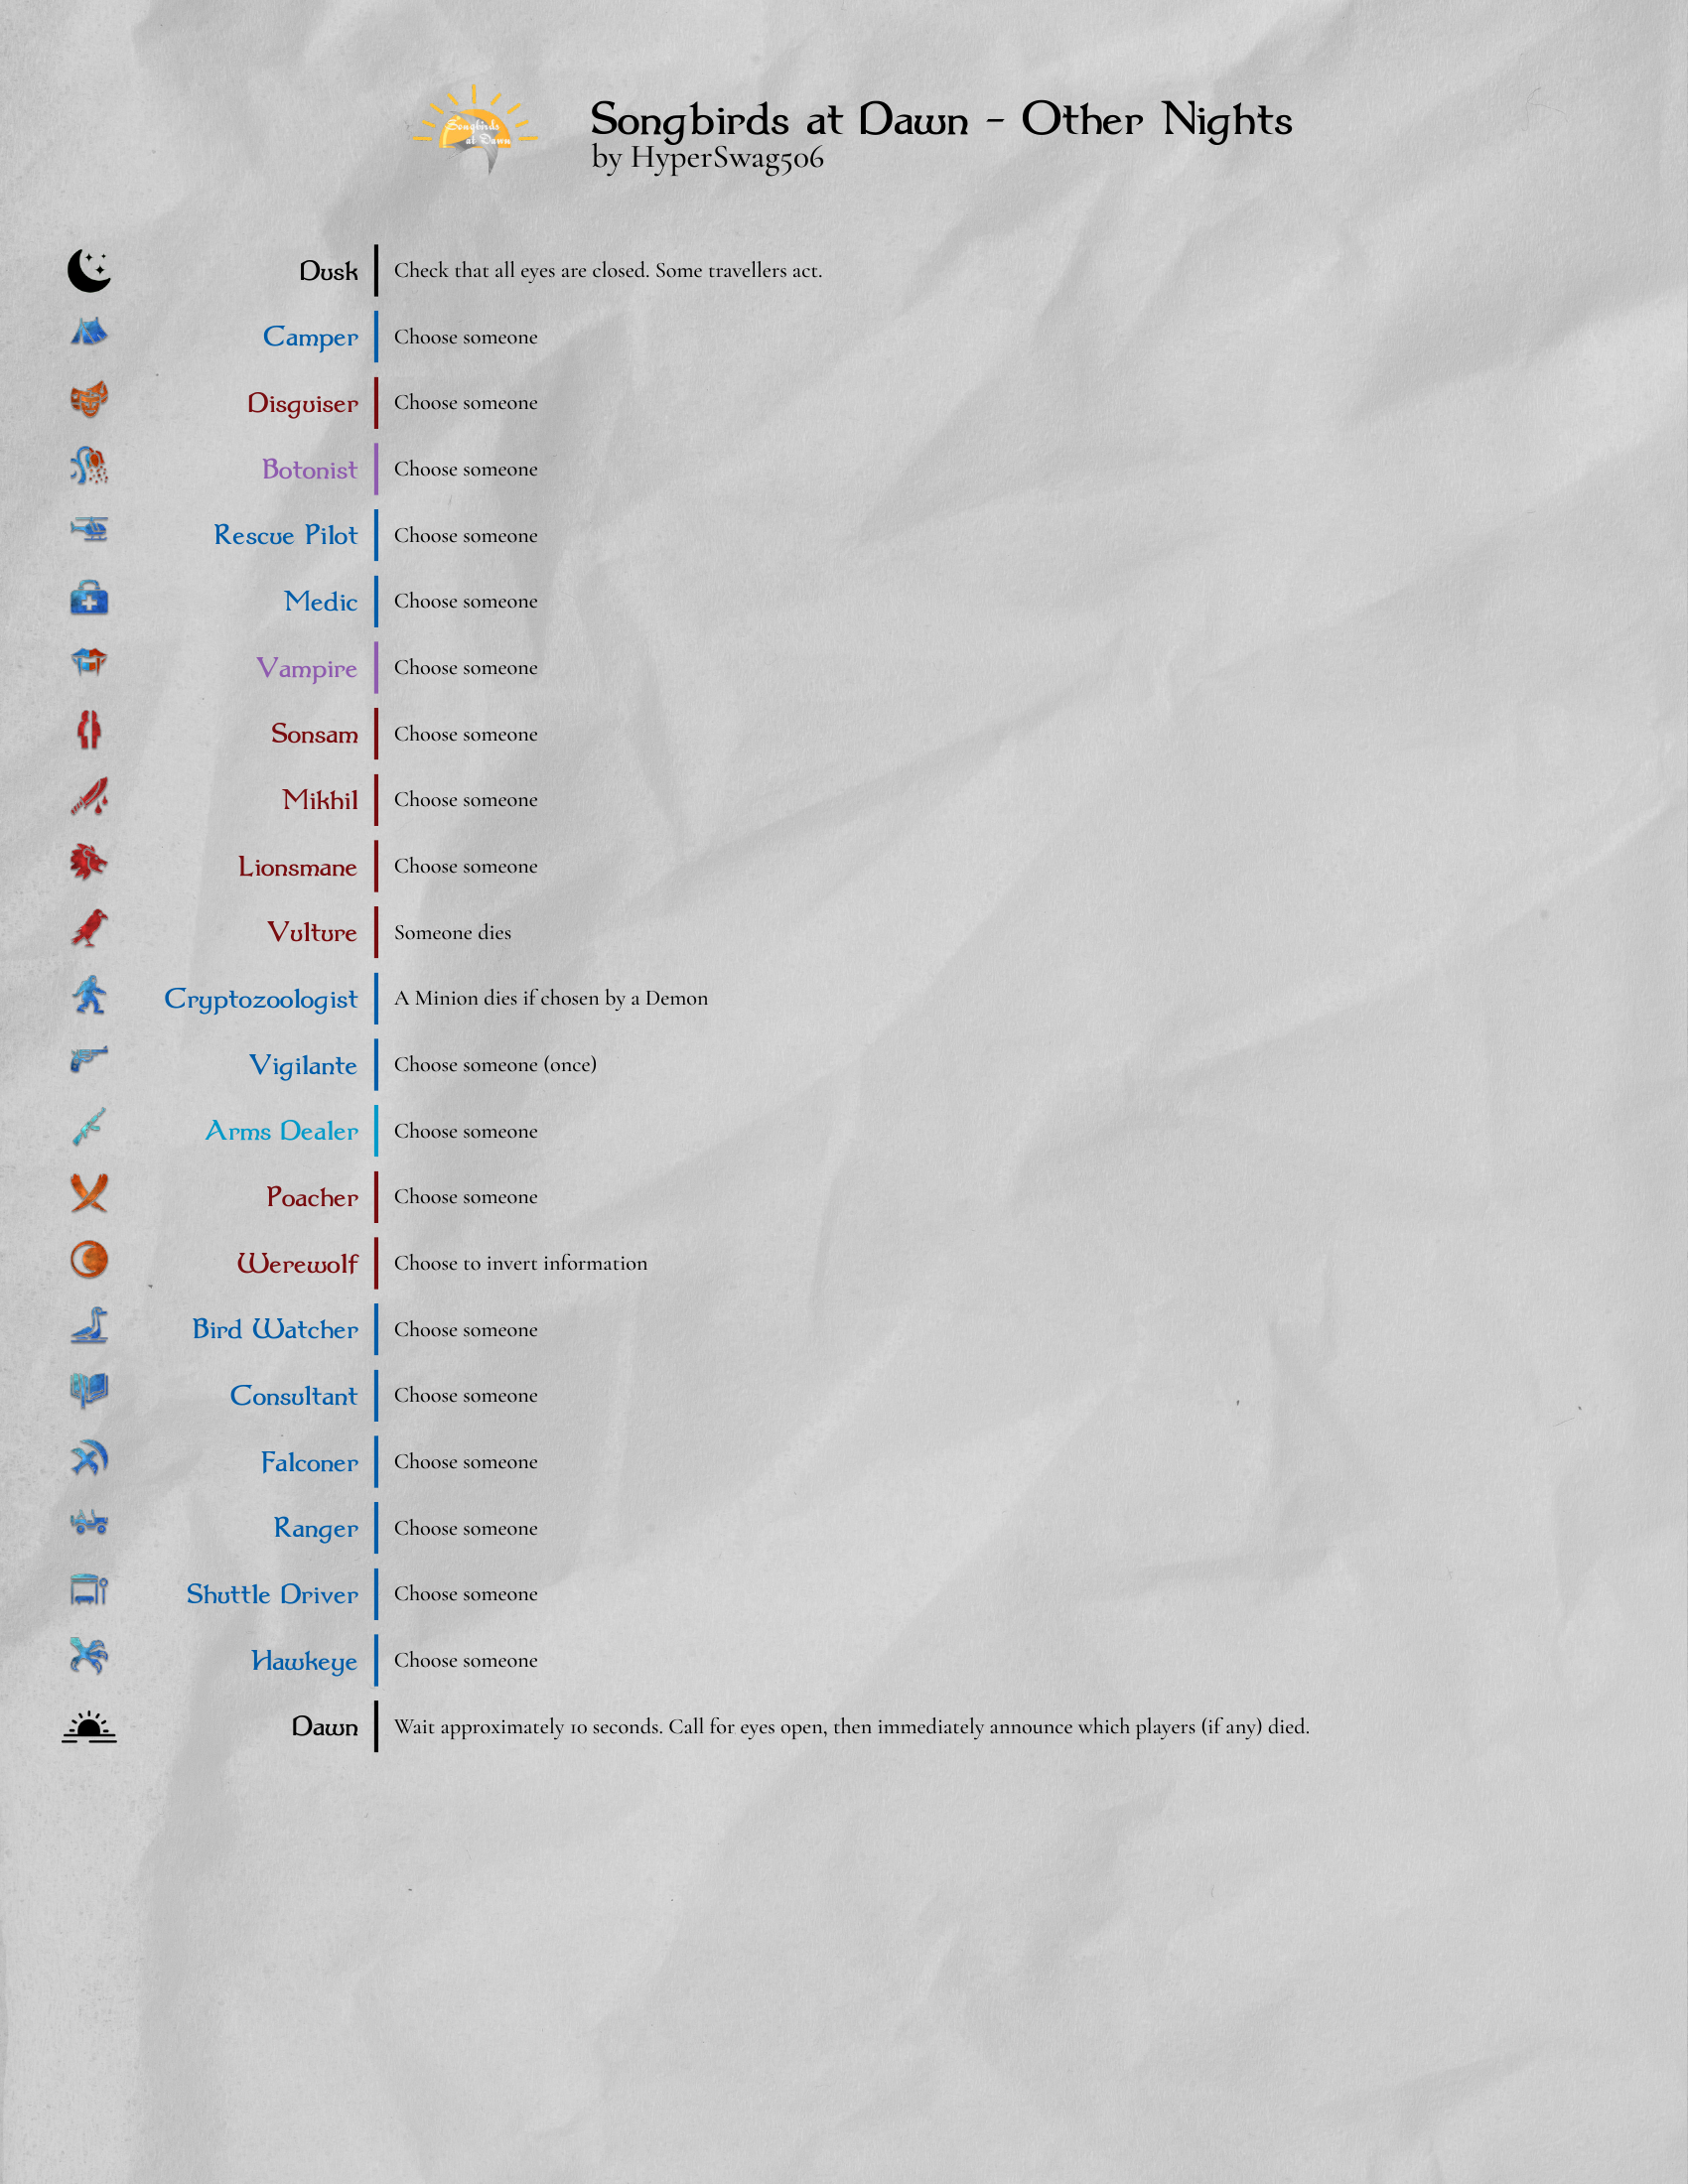 Songbirds
at Dawn
Songbirds at Dawn - Other Nights
by HyperSwag506
Dusk Check that all eyes are closed. Some travellers act.
Camper Choose someone
Disguiser Choose someone
Botonist Choose someone
Rescue Pilot Choose someone
Medic Choose someone
Vampire Choose someone
Sonsam Choose someone
Mikhil Choose someone
Lionsmane Choose someone
Vulture Someone dies
Cryptozoologist A Minion dies if chosen by a Demon
Vigilante Choose someone (once)
Arms Dealer Choose someone
Poacher Choose someone
Werewolf Choose to invert information
Bird Watcher Choose someone
Consultant Choose someone
Falconer Choose someone
Ranger Choose someone
Shuttle Driver Choose someone
Hawkeye Choose someone
Dawn Wait approximately 10 seconds. Call for eyes open, then immediately announce which players (if any) died.